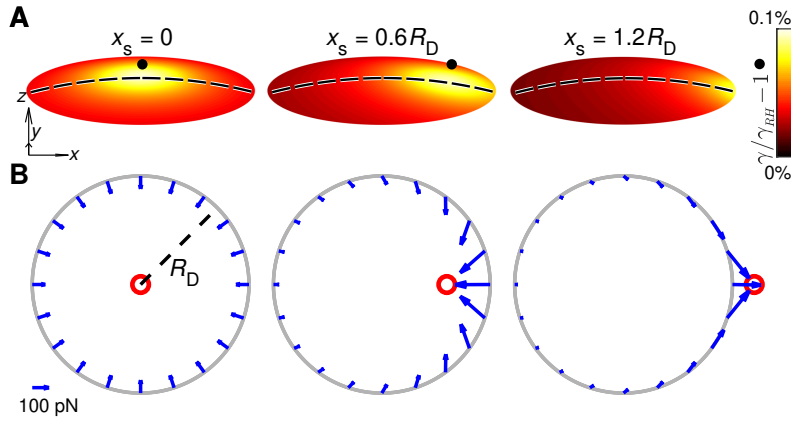 A
x_s = 0
x_s = 0.6R_D
x_s = 1.2R_D
0.1%
γ/γ_RH − 1
0%
z
y
x
B
R_D
100 pN